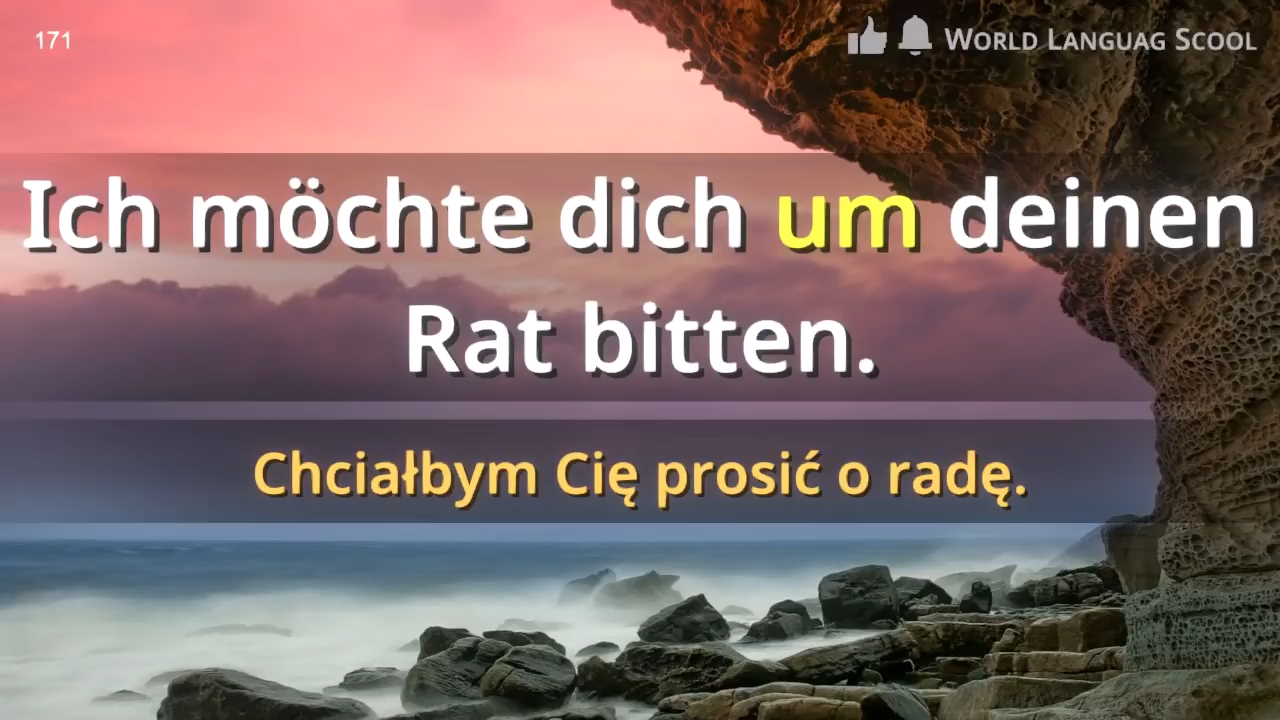 171
World Languag Scool
Ich möchte dich um deinen
Rat bitten.
Chciałbym Cię prosić o radę.